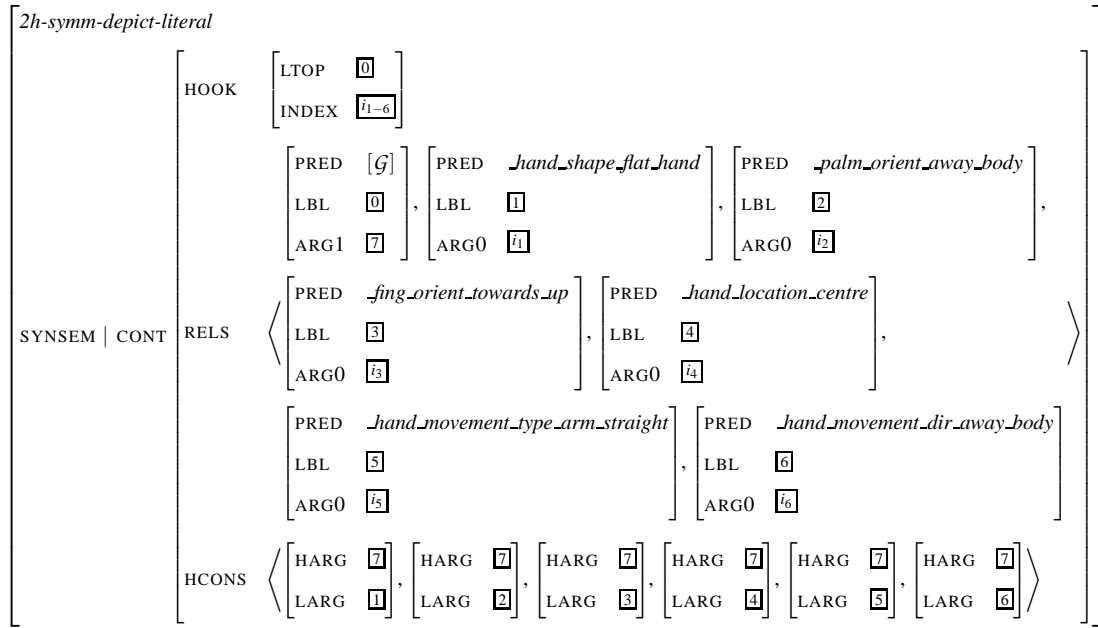 2h-symm-depict-literal
HOOK
LTOP 0
INDEX i1−6
PRED [𝒢] , PRED _hand_shape_flat_hand , PRED _palm_orient_away_body ,
LBL 0 LBL 1 LBL 2
ARG1 7 ARG0 i1 ARG0 i2
PRED _fing_orient_towards_up , PRED _hand_location_centre ,
SYNSEM | CONT RELS ⟨ LBL 3 LBL 4 ⟩
ARG0 i3 ARG0 i4
PRED _hand_movement_type_arm_straight , PRED _hand_movement_dir_away_body
LBL 5 LBL 6
ARG0 i5 ARG0 i6
HCONS ⟨ HARG 7 , HARG 7 , HARG 7 , HARG 7 , HARG 7 , HARG 7 ⟩
LARG 1 LARG 2 LARG 3 LARG 4 LARG 5 LARG 6